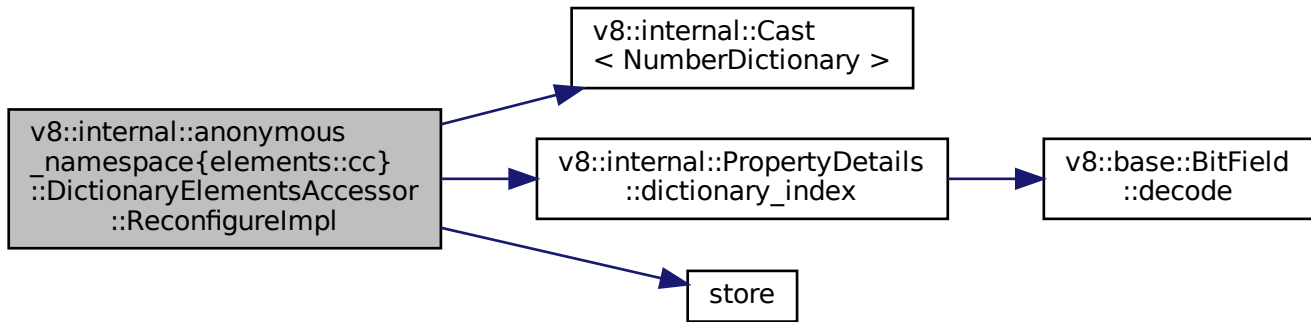 v8::internal::anonymous
_namespace{elements::cc}
::DictionaryElementsAccessor
::ReconfigureImpl
v8::internal::Cast
< NumberDictionary >
v8::internal::PropertyDetails
::dictionary_index
v8::base::BitField
::decode
store